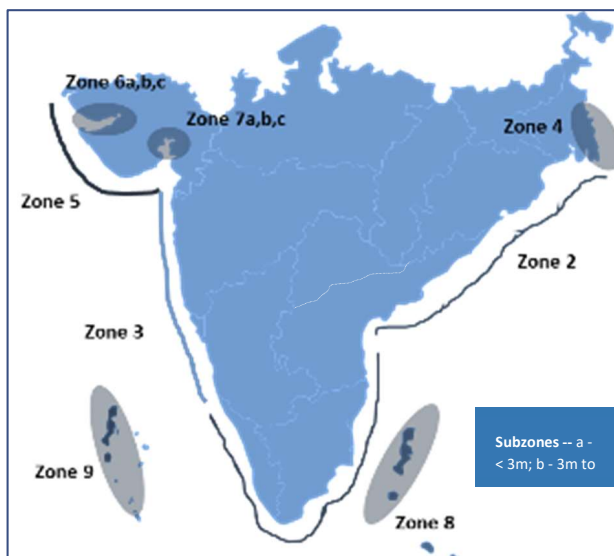 Zone 6a,b,c
Zone 7a,b,c
Zone 4
Zone 5
Zone 2
Zone 3
Subzones -- a -
< 3m; b - 3m to
Zone 9
Zone 8